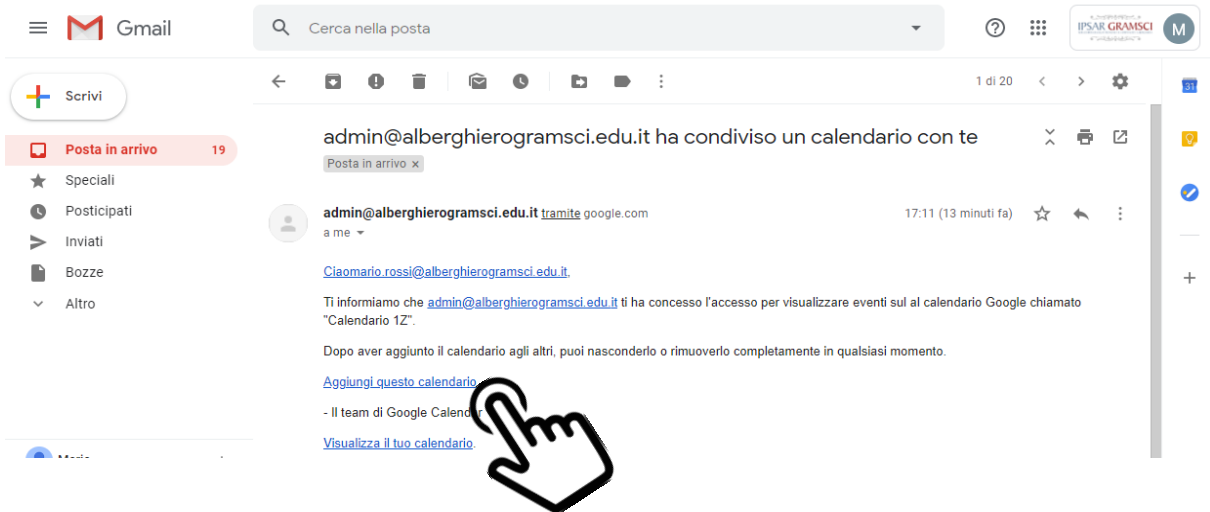 Gmail
Cerca nella posta
IPSAR GRAMSCI
M
Scrivi
1 di 20
31
Posta in arrivo 19
Speciali
Posticipati
Inviati
Bozze
Altro
admin@alberghierogramsci.edu.it ha condiviso un calendario con te
Posta in arrivo x
admin@alberghierogramsci.edu.it tramite google.com 17:11 (13 minuti fa)
a me
Ciaomario.rossi@alberghierogramsci.edu.it,
Ti informiamo che admin@alberghierogramsci.edu.it ti ha concesso l'accesso per visualizzare eventi sul al calendario Google chiamato
"Calendario 1Z".
Dopo aver aggiunto il calendario agli altri, puoi nasconderlo o rimuoverlo completamente in qualsiasi momento.
Aggiungi questo calendario
- Il team di Google Calendar
Visualizza il tuo calendario.